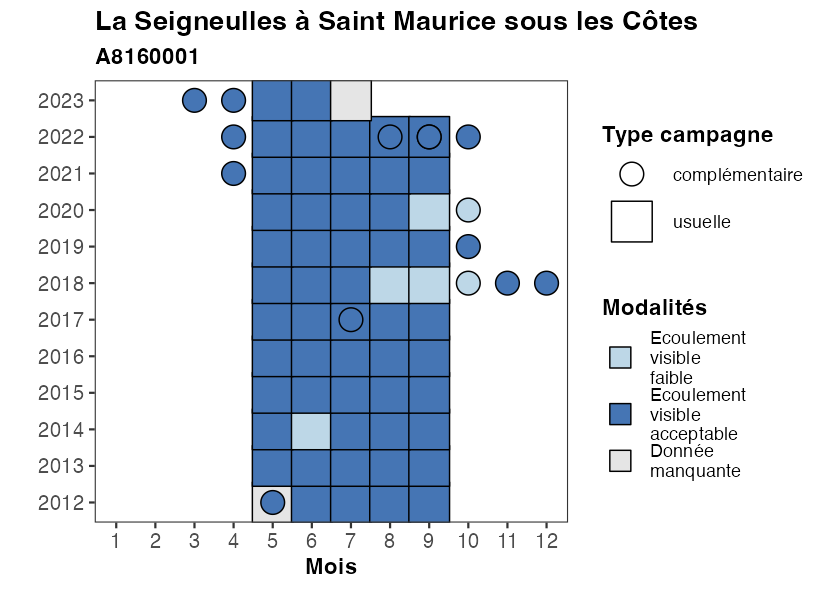 La Seigneulles à Saint Maurice sous les Côtes
A8160001
2023
2022
2021
2020
2019
2018
2017
2016
2015
2014
2013
2012
1 2 3 4 5 6 7 8 9 10 11 12
Mois
Type campagne
complémentaire
usuelle
Modalités
Ecoulement
visible
faible
Ecoulement
visible
acceptable
Donnée
manquante